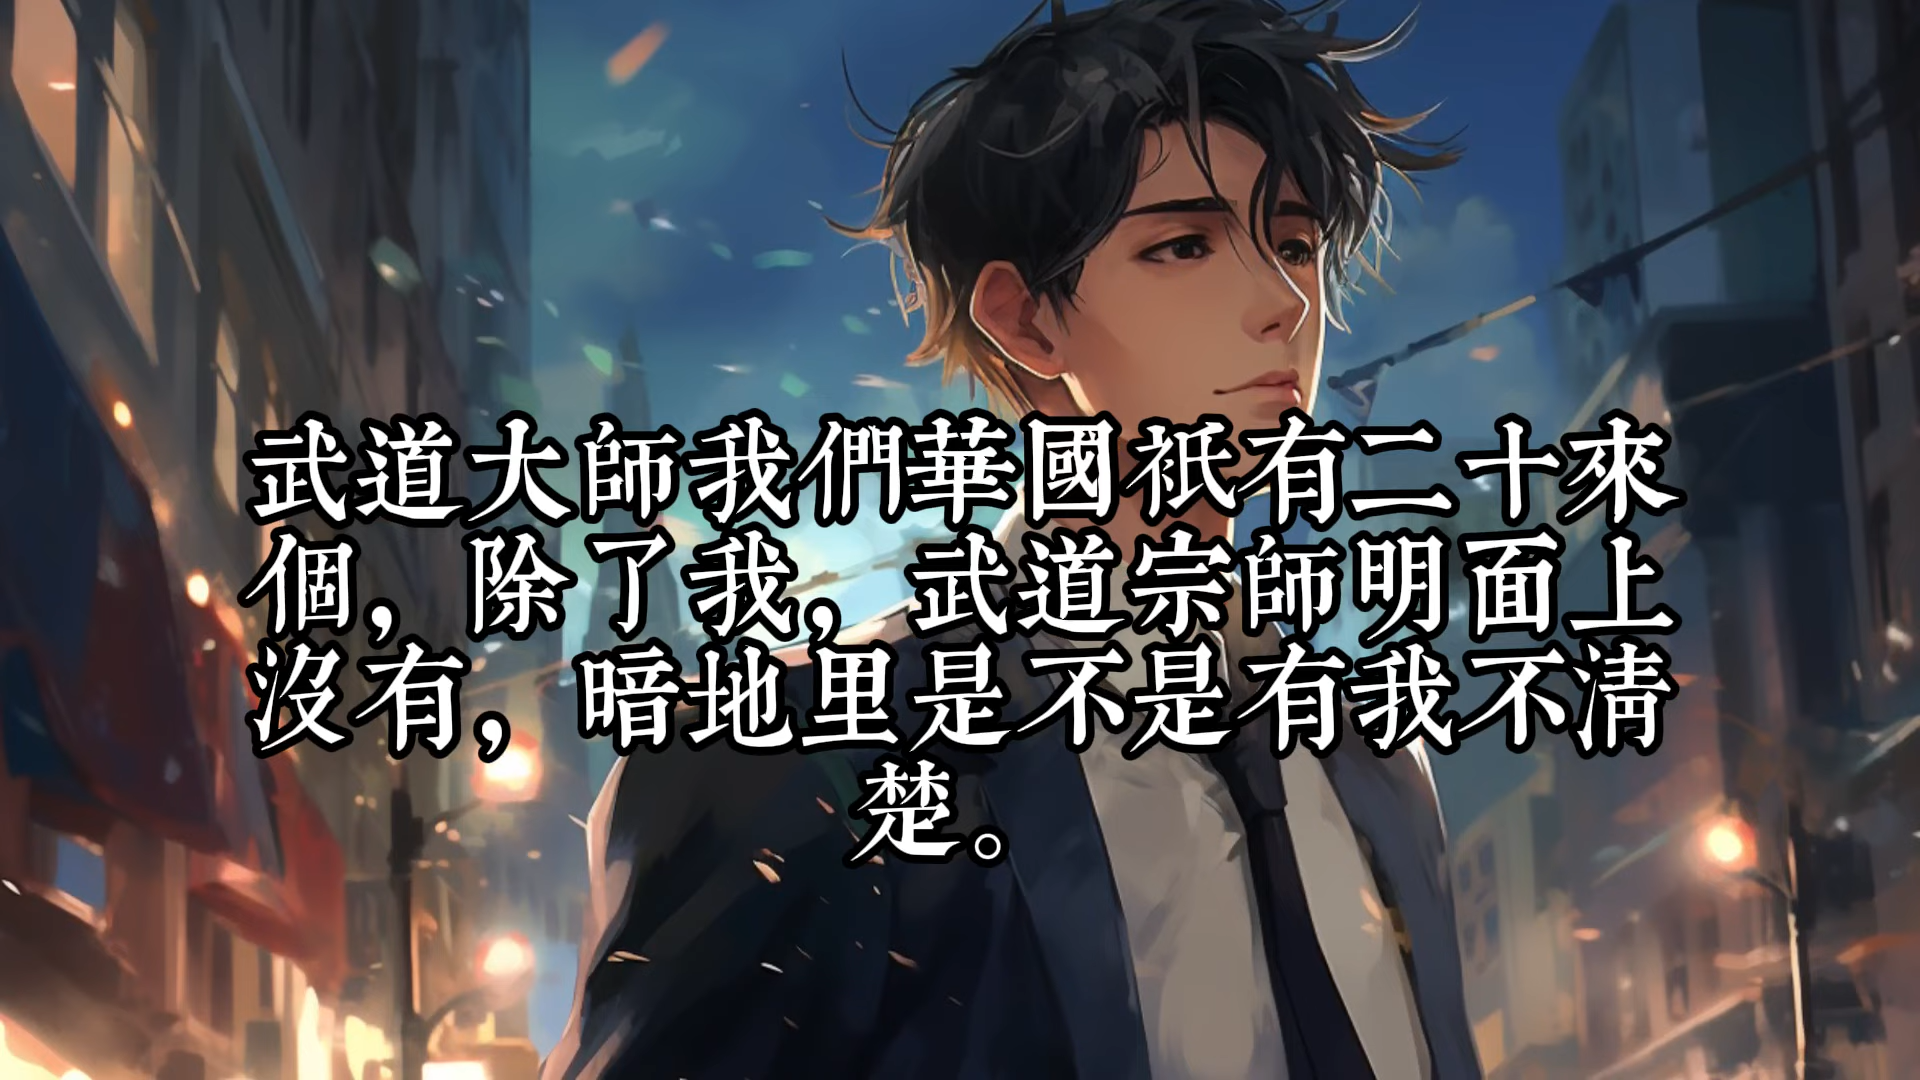 武道大師我們華國衹有二十來
個，除了我，武道宗師明面上
沒有，暗地里是不是有我不清
楚。